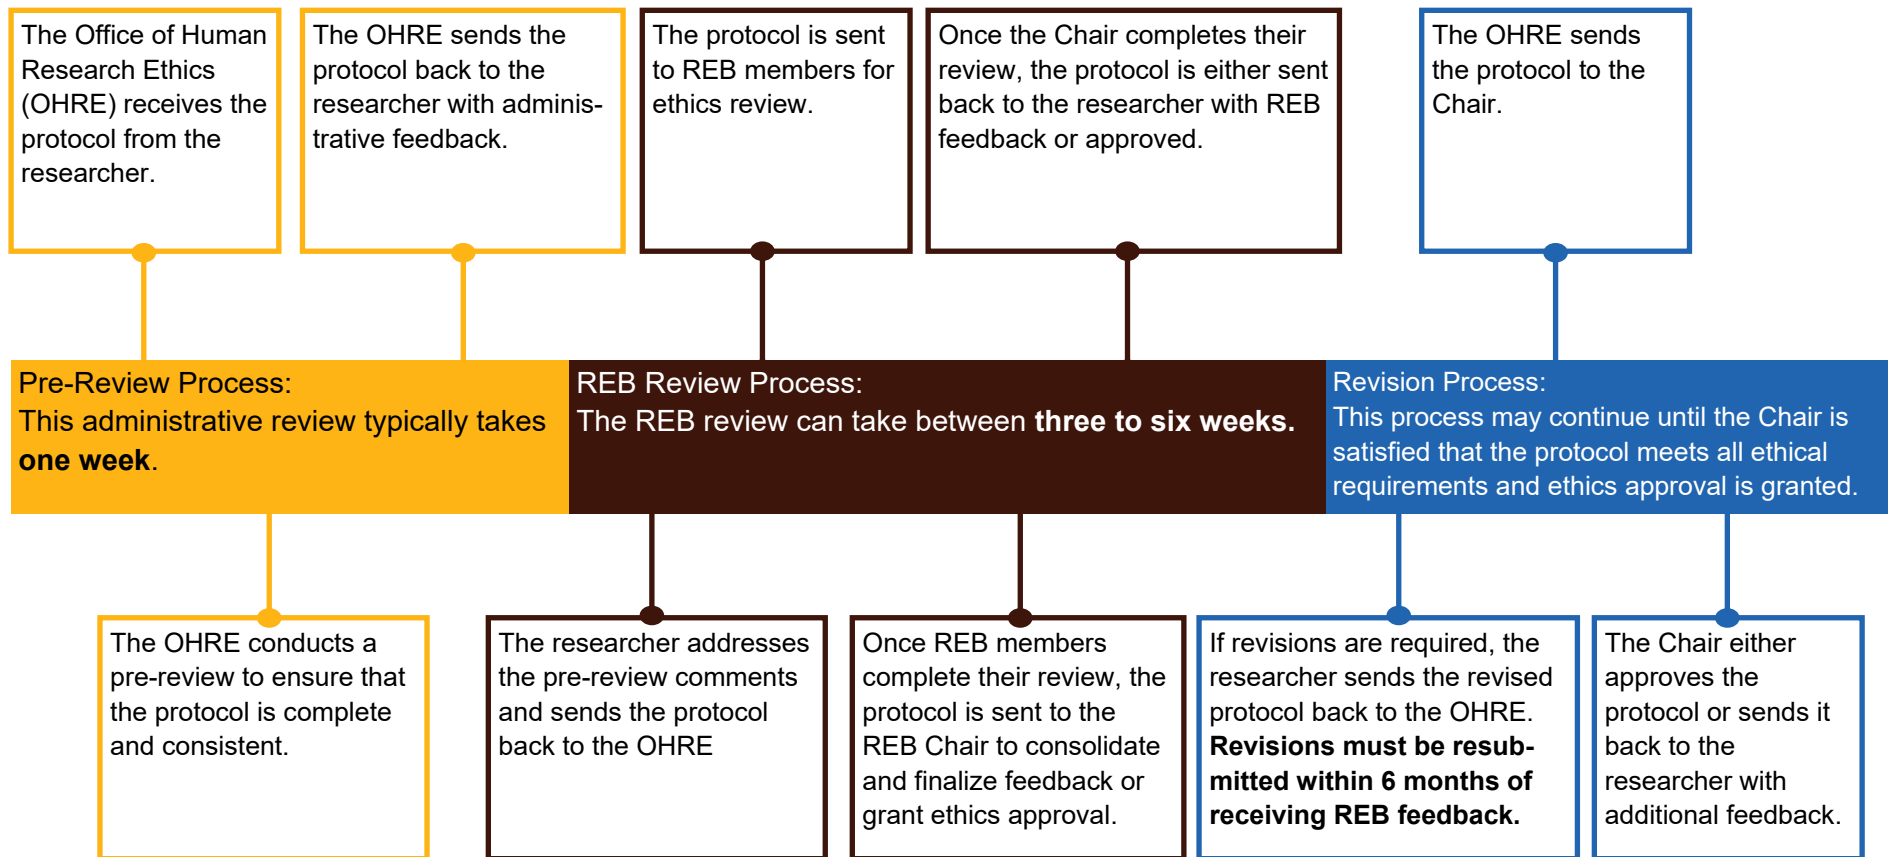 The Office of Human
Research Ethics
(OHRE) receives the
protocol from the
researcher.
The OHRE sends the
protocol back to the
researcher with adminis-
trative feedback.
The protocol is sent
to REB members for
ethics review.
Once the Chair completes their
review, the protocol is either sent
back to the researcher with REB
feedback or approved.
The OHRE sends
the protocol to the
Chair.
Pre-Review Process:
This administrative review typically takes
one week.
REB Review Process:
The REB review can take between three to six weeks.
Revision Process:
This process may continue until the Chair is
satisfied that the protocol meets all ethical
requirements and ethics approval is granted.
The OHRE conducts a
pre-review to ensure that
the protocol is complete
and consistent.
The researcher addresses
the pre-review comments
and sends the protocol
back to the OHRE
Once REB members
complete their review, the
protocol is sent to the
REB Chair to consolidate
and finalize feedback or
grant ethics approval.
If revisions are required, the
researcher sends the revised
protocol back to the OHRE.
Revisions must be resub-
mitted within 6 months of
receiving REB feedback.
The Chair either
approves the
protocol or sends it
back to the
researcher with
additional feedback.